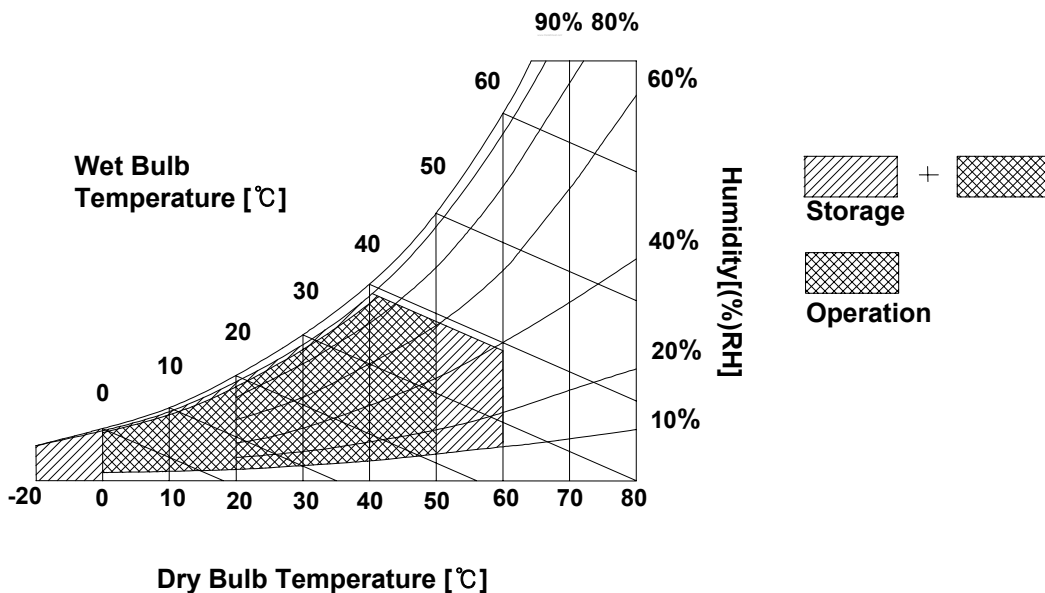 90% 80%
60
60%
50
Wet Bulb
Temperature [℃]
Humidity[(%)RH]
+
Storage
40
40%
30
Operation
20
20%
10
10%
0
-20 0 10 20 30 40 50 60 70 80
Dry Bulb Temperature [℃]